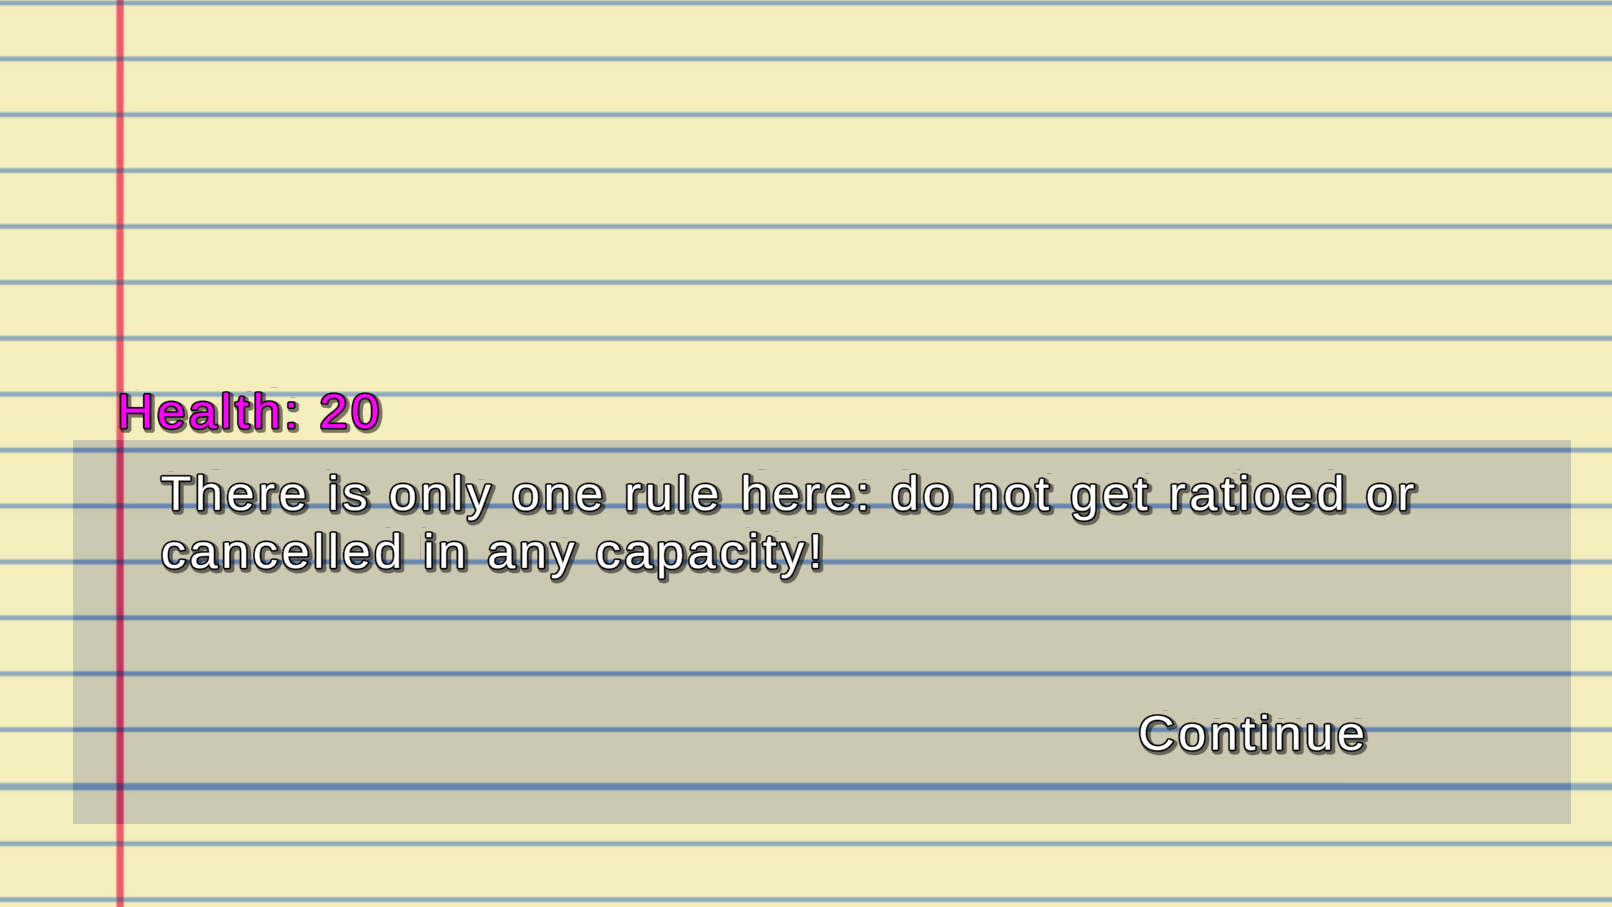 Health: 20
There is only one rule here: do not get ratioed or
cancelled in any capacity!
Continue